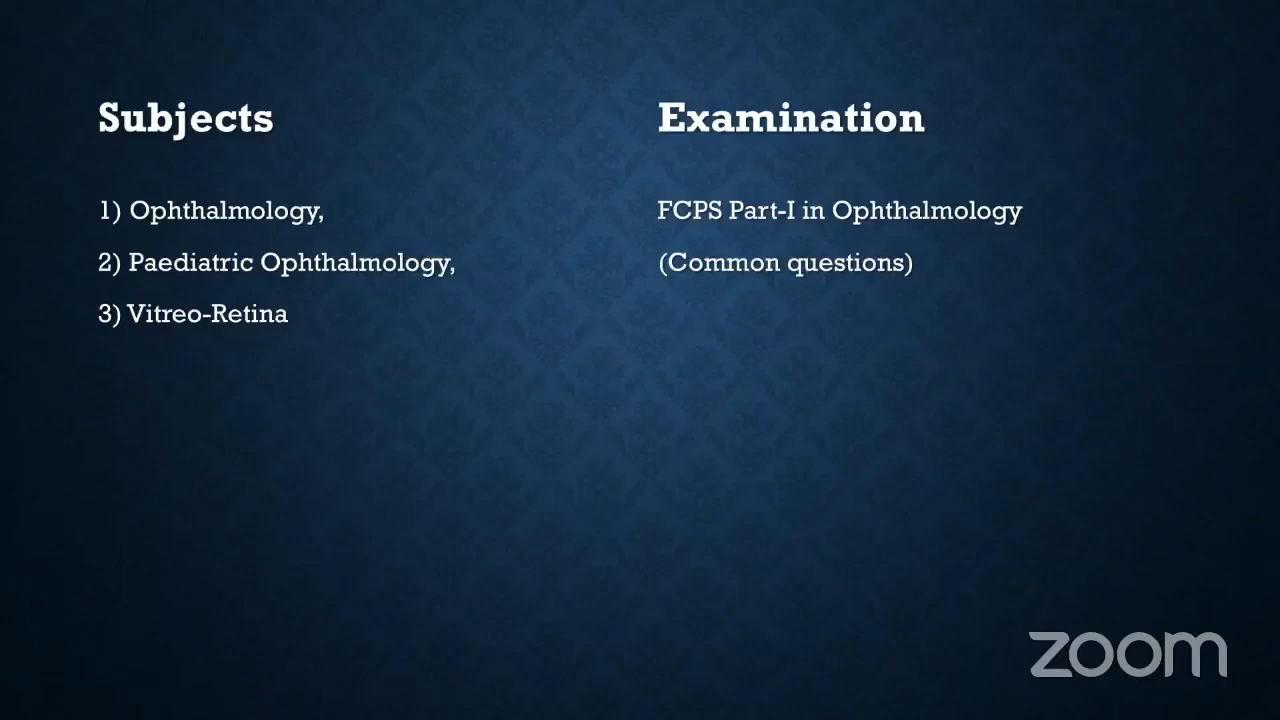 Subjects
1) Ophthalmology,
2) Paediatric Ophthalmology,
3) Vitreo-Retina
Examination
FCPS Part-I in Ophthalmology
(Common questions)
zoom